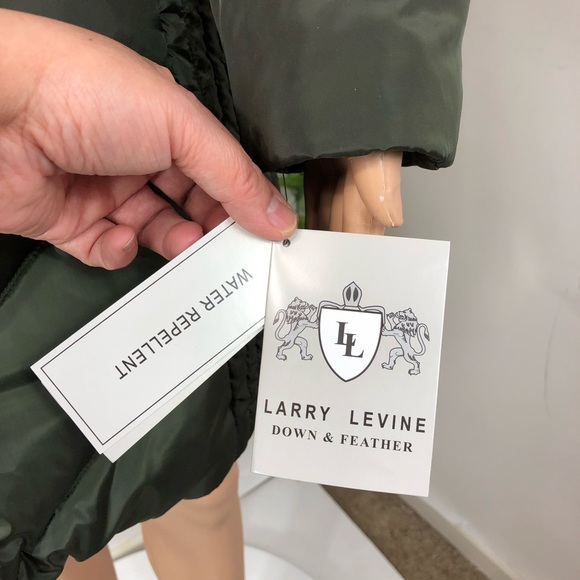 WATER REPELLENT
LL
LARRY LEVINE
DOWN & FEATHER